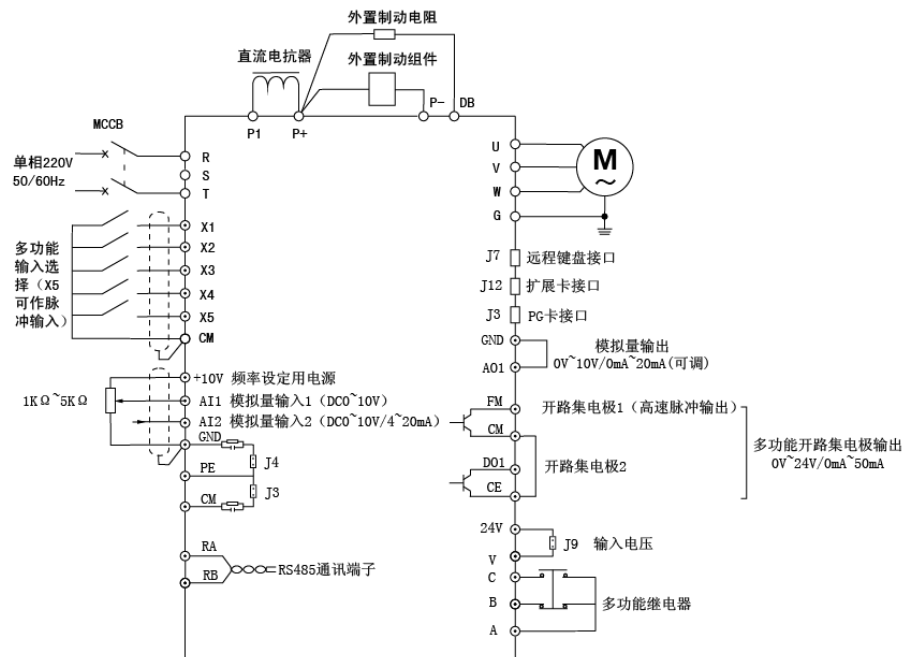 外置制动电阻
直流电抗器
外置制动组件
P1
P+
P-
DB
MCCB
单相220V
50/60Hz
R
S
T
多功能
输入选
择（X5
可作脉
冲输入）
X1
X2
X3
X4
X5
CM
1KΩ~5KΩ
+10V 频率设定用电源
AI1 模拟量输入1（DC0~10V）
AI2 模拟量输入2（DC0~10V/4~20mA）
GND
J4
PE
J3
CM
RA
RB
RS485通讯端子
U
V
W
G
M
~
J7 远程键盘接口
J12 扩展卡接口
J3 PG卡接口
GND
AO1
模拟量输出
0V~10V/0mA~20mA(可调)
FM
开路集电极1（高速脉冲输出）
CM
DO1
开路集电极2
CE
多功能开路集电极输出
0V~24V/0mA~50mA
24V
J9 输入电压
V
C
B
多功能继电器
A